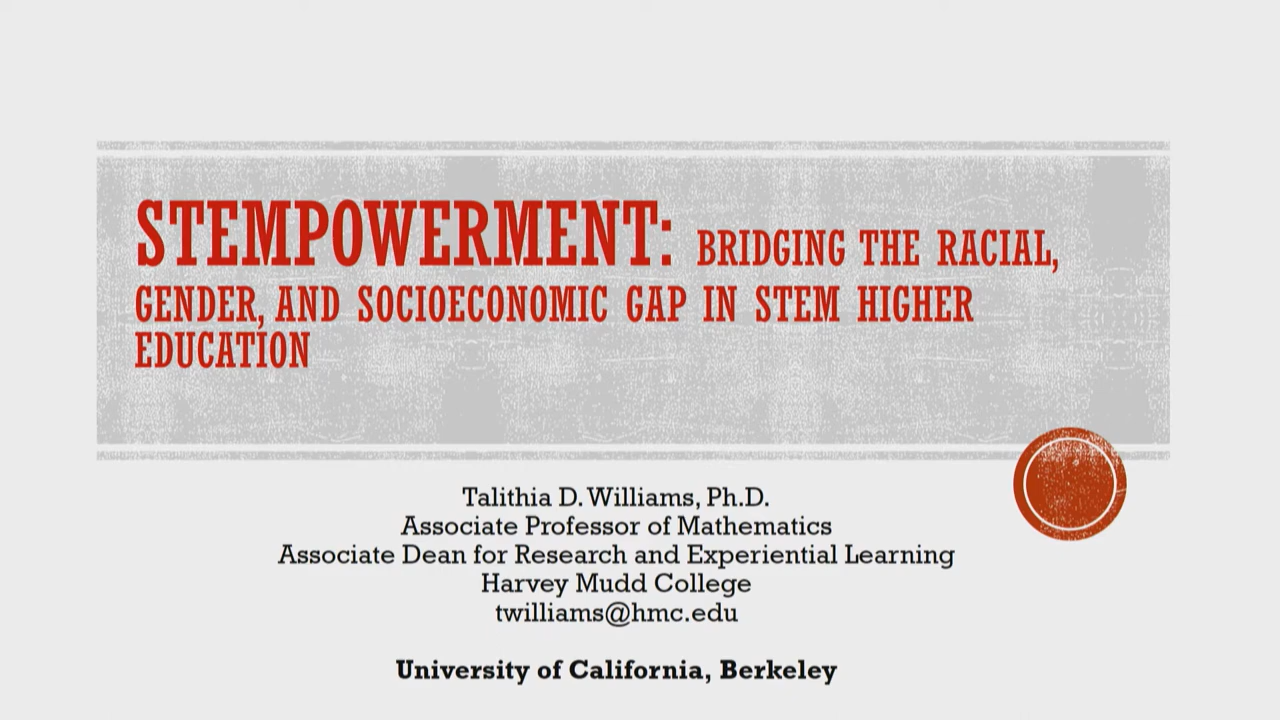 STEMPOWERMENT: BRIDGING THE RACIAL,
GENDER, AND SOCIOECONOMIC GAP IN STEM HIGHER
EDUCATION
Talithia D. Williams, Ph.D.
Associate Professor of Mathematics
Associate Dean for Research and Experiential Learning
Harvey Mudd College
twilliams@hmc.edu
University of California, Berkeley